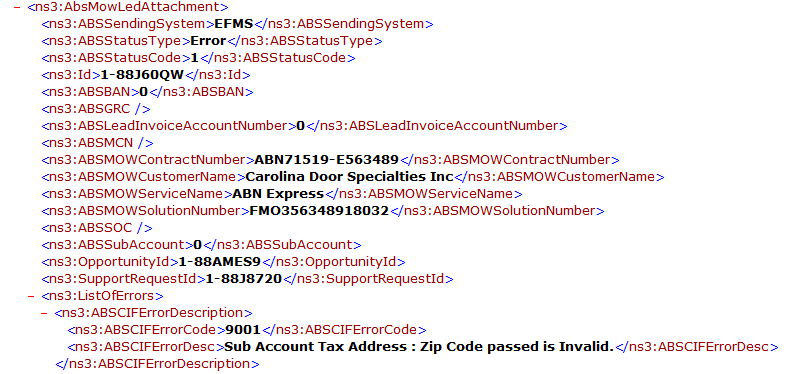 – <ns3:AbsMowLedAttachment>
<ns3:ABSSendingSystem>EFMS</ns3:ABSSendingSystem>
<ns3:ABSStatusType>Error</ns3:ABSStatusType>
<ns3:ABSStatusCode>1</ns3:ABSStatusCode>
<ns3:Id>1-88J60QW</ns3:Id>
<ns3:ABSBAN>0</ns3:ABSBAN>
<ns3:ABSGRC />
<ns3:ABSLeadInvoiceAccountNumber>0</ns3:ABSLeadInvoiceAccountNumber>
<ns3:ABSMCN />
<ns3:ABSMOWContractNumber>ABN71519-E563489</ns3:ABSMOWContractNumber>
<ns3:ABSMOWCustomerName>Carolina Door Specialties Inc</ns3:ABSMOWCustomerName>
<ns3:ABSMOWServiceName>ABN Express</ns3:ABSMOWServiceName>
<ns3:ABSMOWSolutionNumber>FMO356348918032</ns3:ABSMOWSolutionNumber>
<ns3:ABSSOC />
<ns3:ABSSubAccount>0</ns3:ABSSubAccount>
<ns3:OpportunityId>1-88AMES9</ns3:OpportunityId>
<ns3:SupportRequestId>1-88J8720</ns3:SupportRequestId>
– <ns3:ListOfErrors>
– <ns3:ABSCIFErrorDescription>
<ns3:ABSCIFErrorCode>9001</ns3:ABSCIFErrorCode>
<ns3:ABSCIFErrorDesc>Sub Account Tax Address : Zip Code passed is Invalid.</ns3:ABSCIFErrorDesc>
</ns3:ABSCIFErrorDescription>